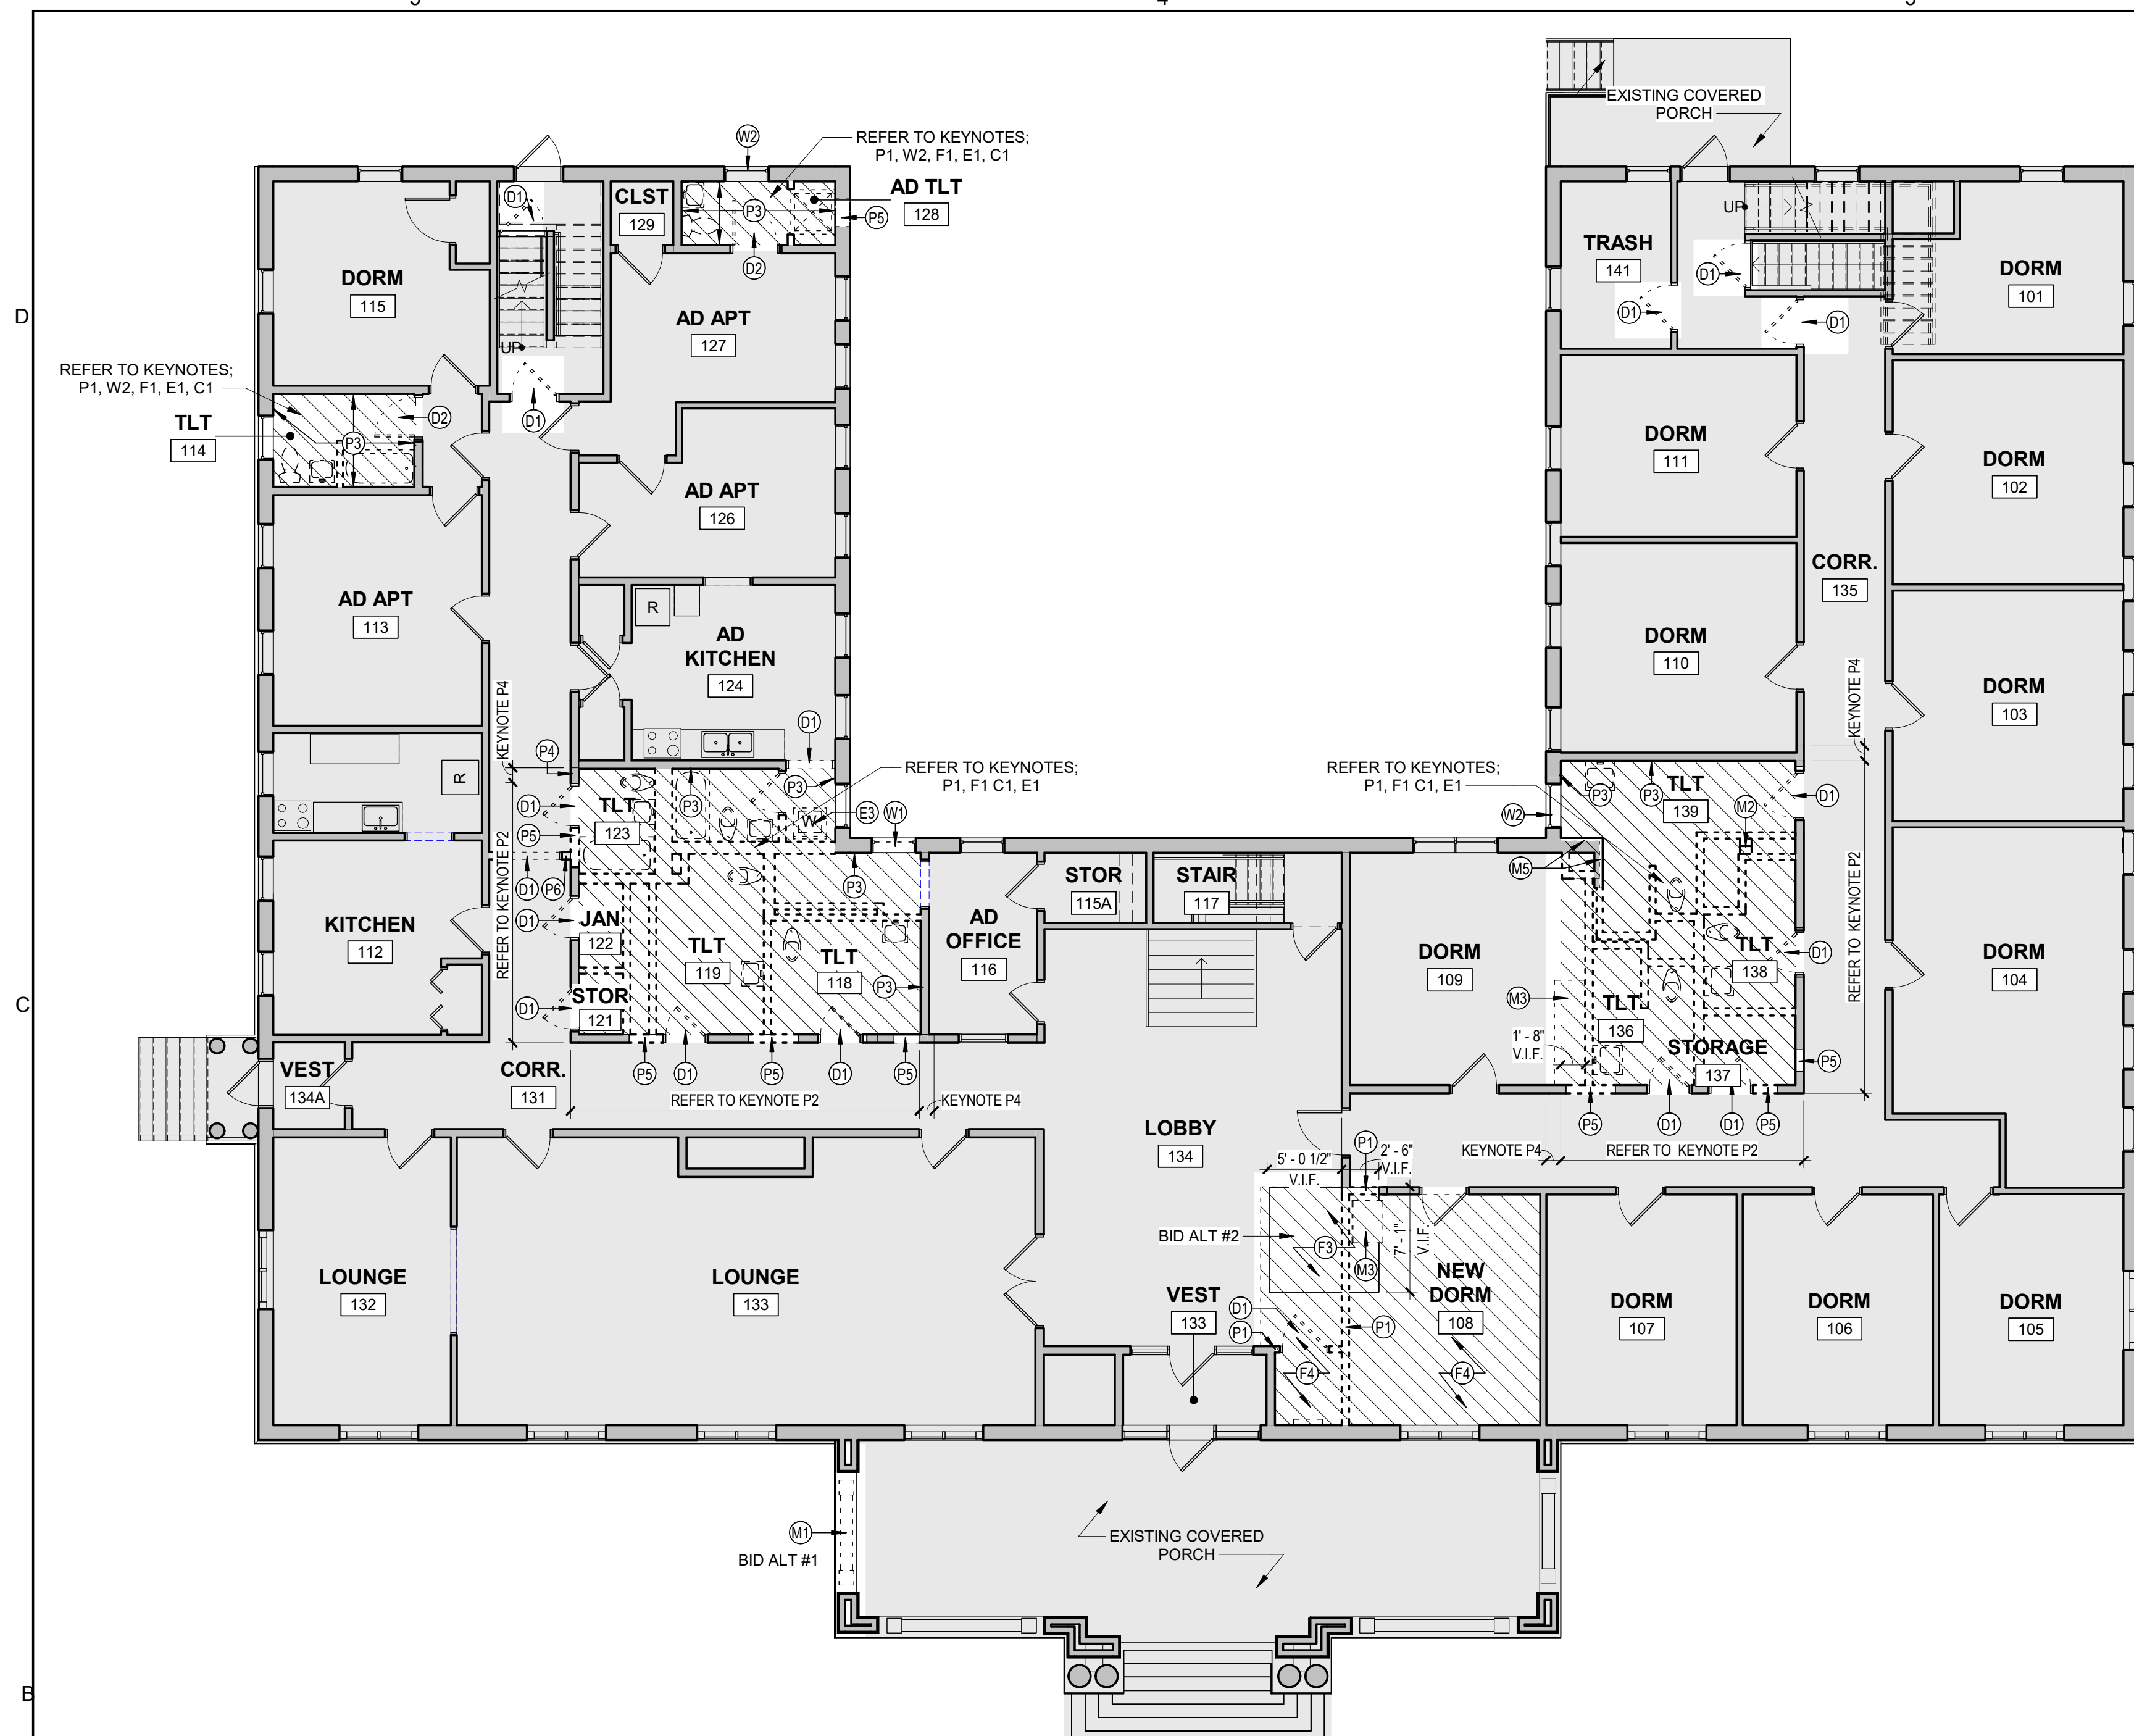 4
EXISTING COVERED
PORCH
W2
REFER TO KEYNOTES;
P1, W2, F1, E1, C1
AD TLT
128
P5
P3
D2
CLST
129
D1
UP
DORM
115
AD APT
127
REFER TO KEYNOTES;
P1, W2, F1, E1, C1
TLT
114
D2
P3
D1
AD APT
126
AD APT
113
R
AD
KITCHEN
124
D1
KEYNOTE P4
P4
R
REFER TO KEYNOTES;
P1, F1 C1, E1
P3
P3
D1
TLT
123
W
E3
W1
P5
D1
P6
P3
REFER TO KEYNOTE P2
D1
JAN
122
KITCHEN
112
TLT
119
TLT
118
P3
D1
STOR
121
AD
OFFICE
116
STOR
115A
STAIR
117
VEST
134A
CORR.
131
P5
D1
P5
D1
P5
REFER TO KEYNOTE P2
KEYNOTE P4
LOUNGE
132
LOUNGE
133
LOBBY
134
VEST
133
UP
TRASH
141
D1
D1
D1
DORM
101
DORM
111
DORM
102
CORR.
135
DORM
110
DORM
103
KEYNOTE P4
REFER TO KEYNOTES;
P1, F1 C1, E1
W2
P3
P3
TLT
139
M2
D1
M5
REFER TO KEYNOTE P2
DORM
109
TLT
138
D1
M3
TLT
136
1' - 8"
V.I.F.
STORAGE
137
P5
DORM
104
P5
D1
D1
P5
KEYNOTE P4
REFER TO KEYNOTE P2
P1
5' - 0 1/2"
V.I.F.
2' - 6"
V.I.F.
BID ALT #2
F3
M3
7' - 1"
V.I.F.
NEW
DORM
108
D1
P1
P1
F4
F4
DORM
107
DORM
106
DORM
105
M1
BID ALT #1
EXISTING COVERED
PORCH
D
C
B